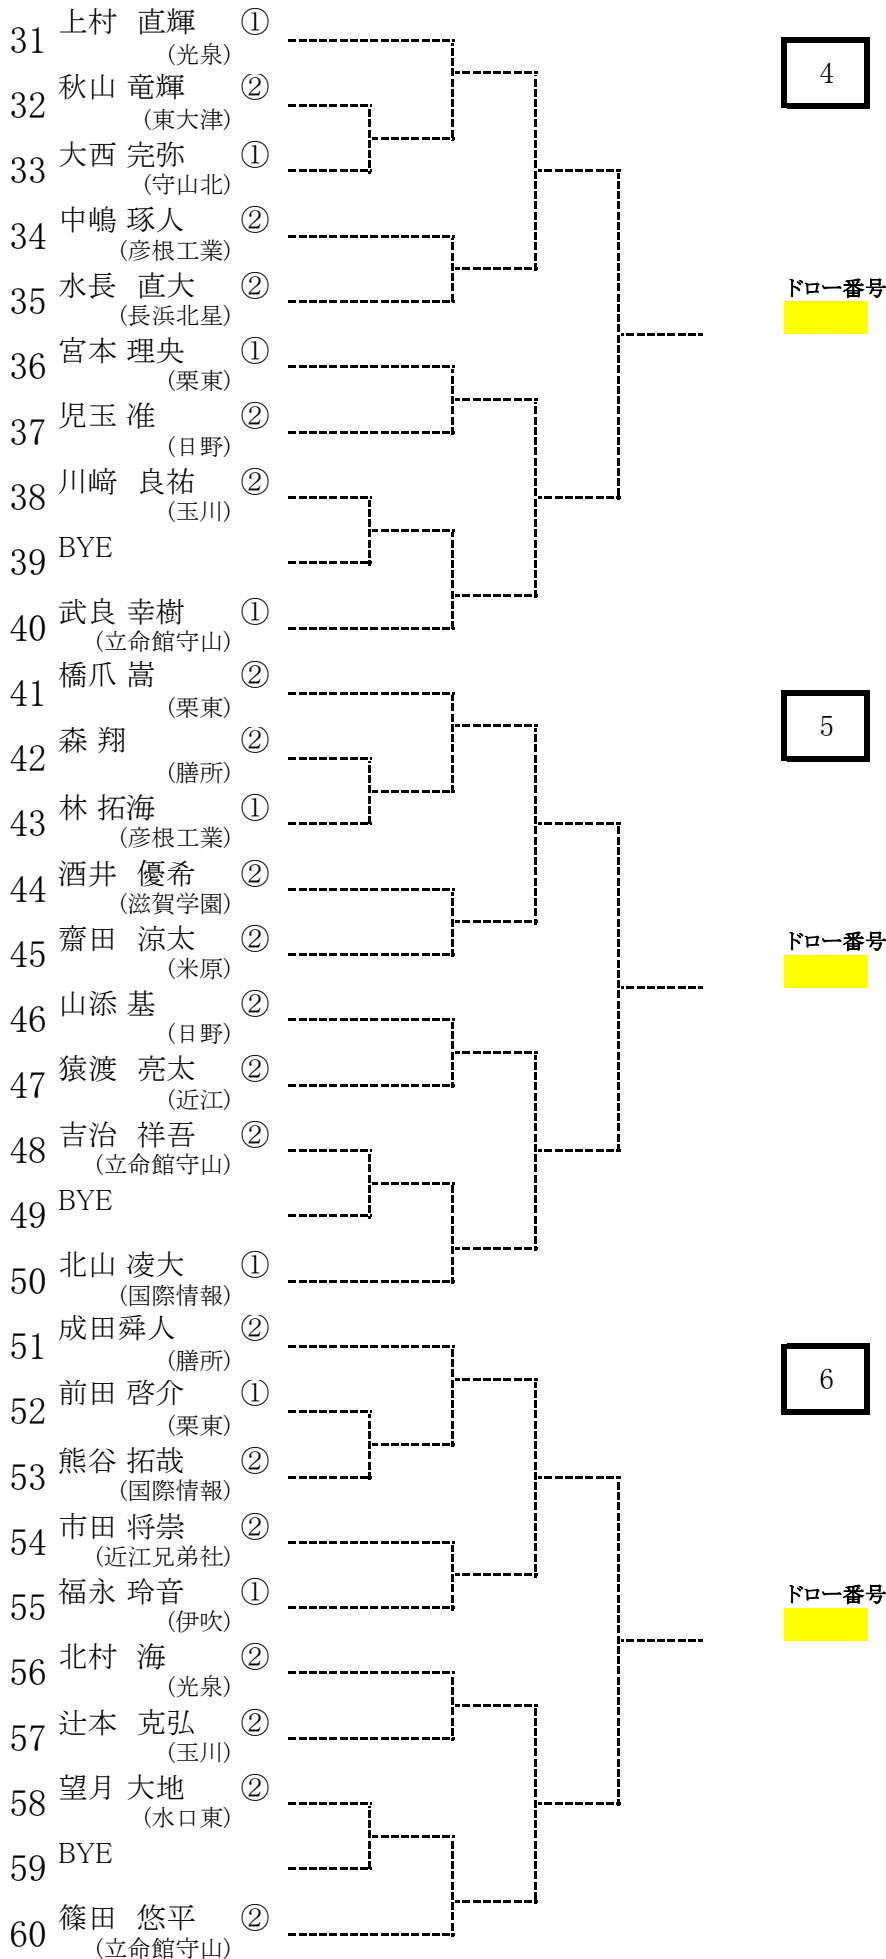 31 上村 直輝 ①
(光泉)
4
32 秋山 竜輝 ②
(東大津)
33 大西 完弥 ①
(守山北)
34 中嶋 琢人 ②
(彦根工業)
35 水長 直大 ②
(長浜北星)
ドロー番号
36 宮本 理央 ①
(栗東)
37 児玉 准 ②
(日野)
38 川﨑 良祐 ②
(玉川)
39 BYE
40 武良 幸樹 ①
(立命館守山)
41 橋爪 嵩 ②
(栗東)
5
42 森 翔 ②
(膳所)
43 林 拓海 ①
(彦根工業)
44 酒井 優希 ②
(滋賀学園)
45 齋田 涼太 ②
(米原)
ドロー番号
46 山添 基 ②
(日野)
47 猿渡 亮太 ②
(近江)
48 吉治 祥吾 ②
(立命館守山)
49 BYE
50 北山 凌大 ①
(国際情報)
51 成田舜人 ②
(膳所)
6
52 前田 啓介 ①
(栗東)
53 熊谷 拓哉 ②
(国際情報)
54 市田 将崇 ②
(近江兄弟社)
55 福永 玲音 ①
(伊吹)
ドロー番号
56 北村 海 ②
(光泉)
57 辻本 克弘 ②
(玉川)
58 望月 大地 ②
(水口東)
59 BYE
60 篠田 悠平 ②
(立命館守山)